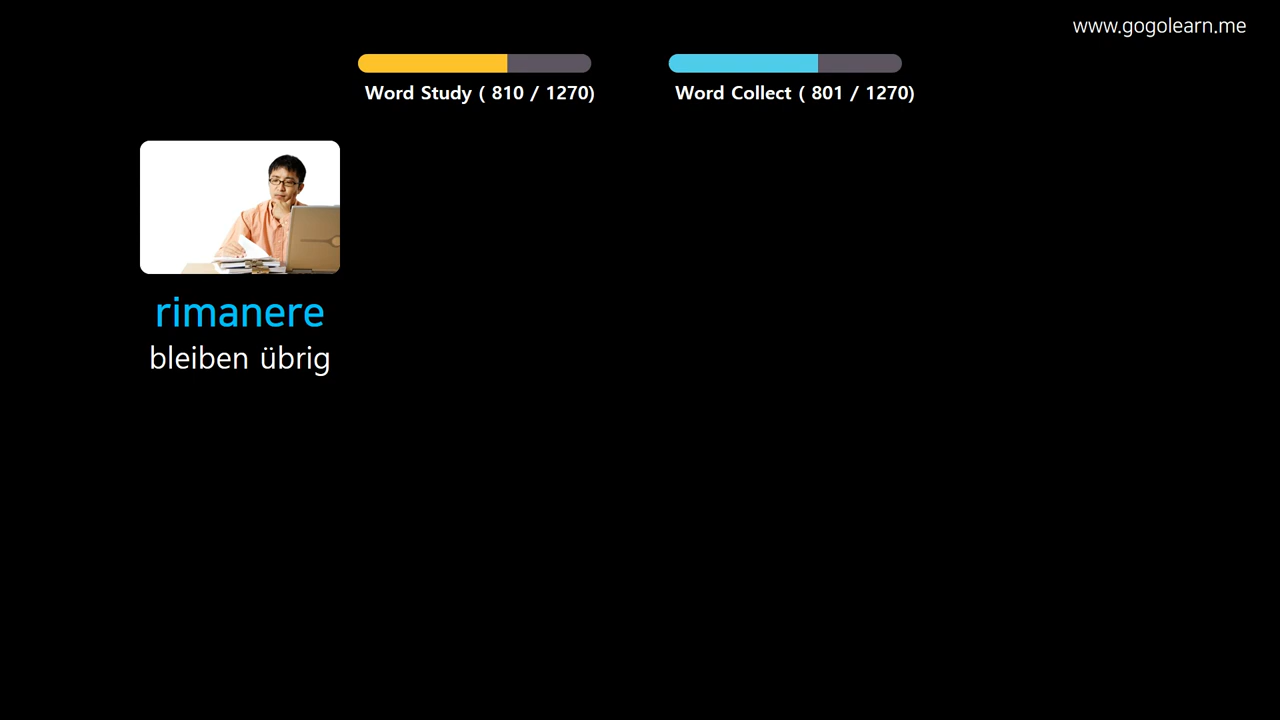 www.gogolearn.me
Word Study ( 810 / 1270)
Word Collect ( 801 / 1270)
rimanere
bleiben übrig